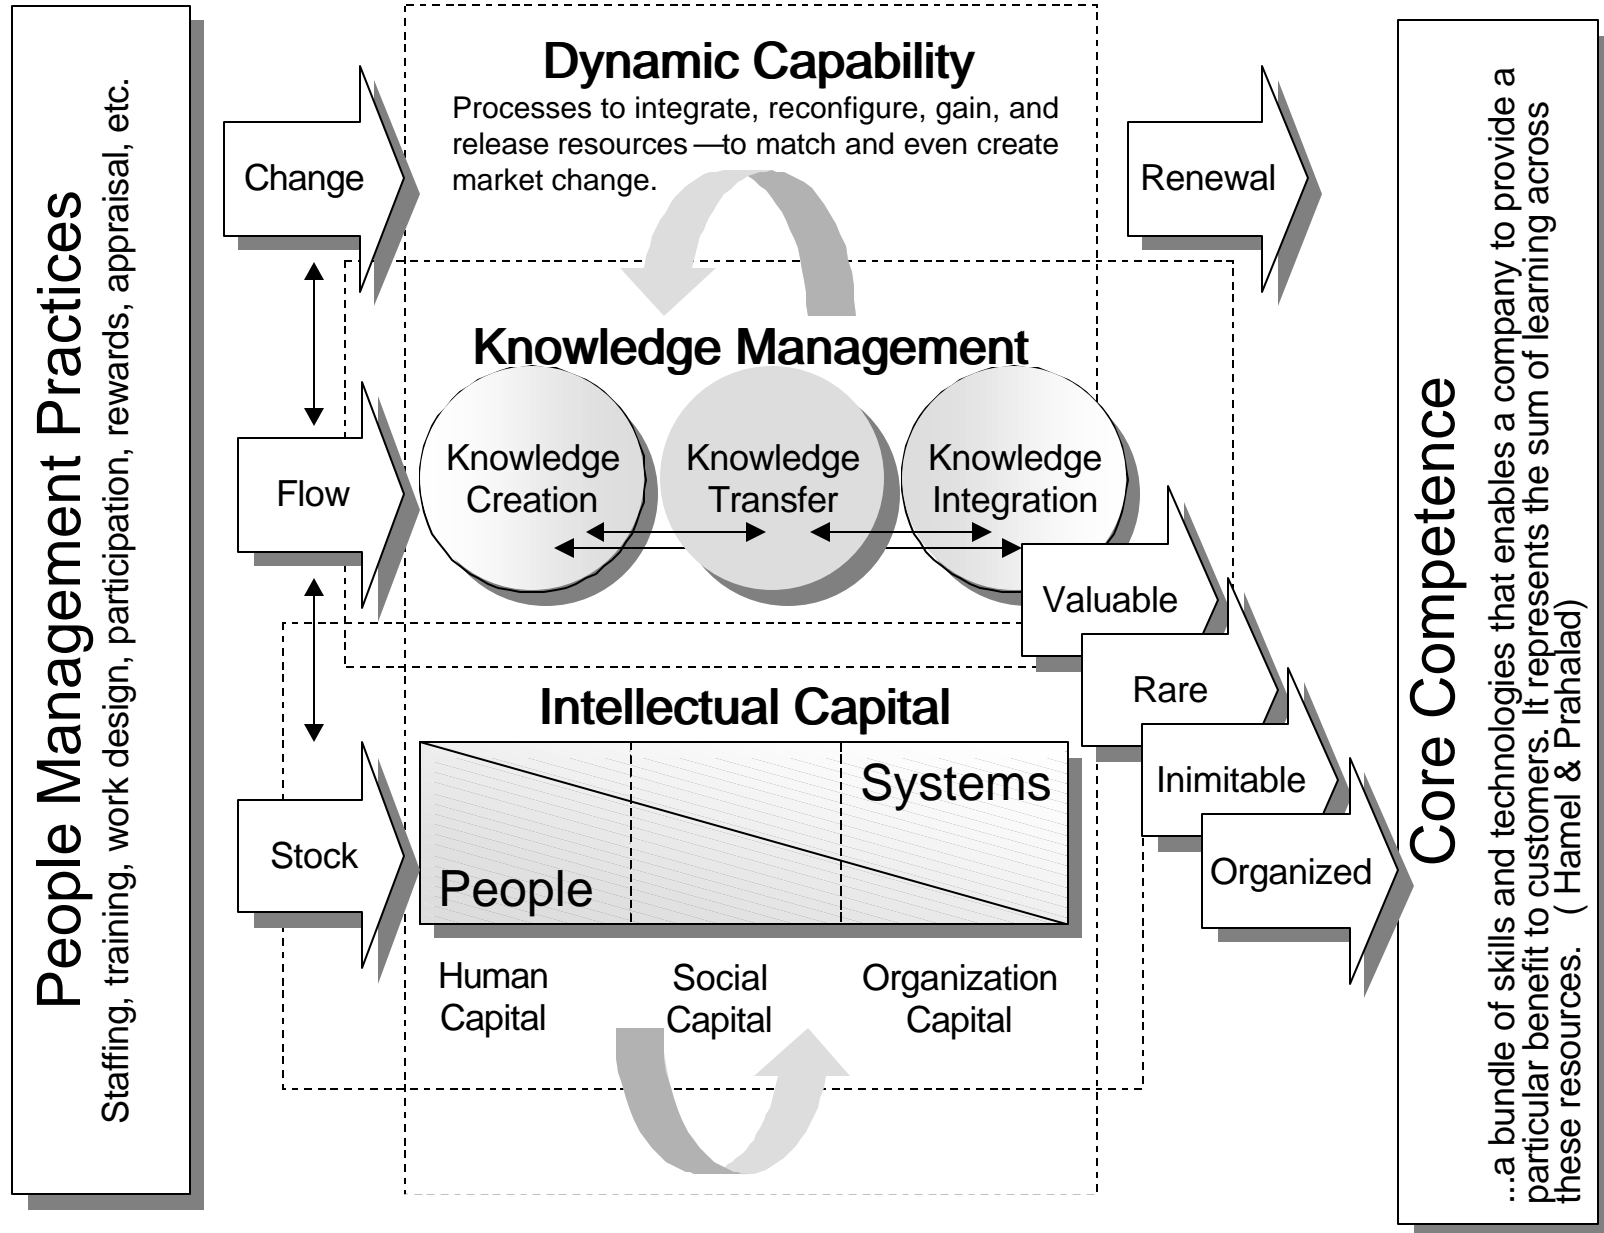 People Management Practices
Staffing, training, work design, participation, rewards, appraisal, etc.
Change
Flow
Stock
Dynamic Capability
Processes to integrate, reconfigure, gain, and
release resources —to match and even create
market change.
Knowledge Management
Knowledge
Creation
Knowledge
Transfer
Knowledge
Integration
Intellectual Capital
Systems
People
Human
Capital
Social
Capital
Organization
Capital
Renewal
Valuable
Rare
Inimitable
Organized
Core Competence
...a bundle of skills and technologies that enables a company to provide a
particular benefit to customers. It represents the sum of learning across
these resources. ( Hamel & Prahalad)